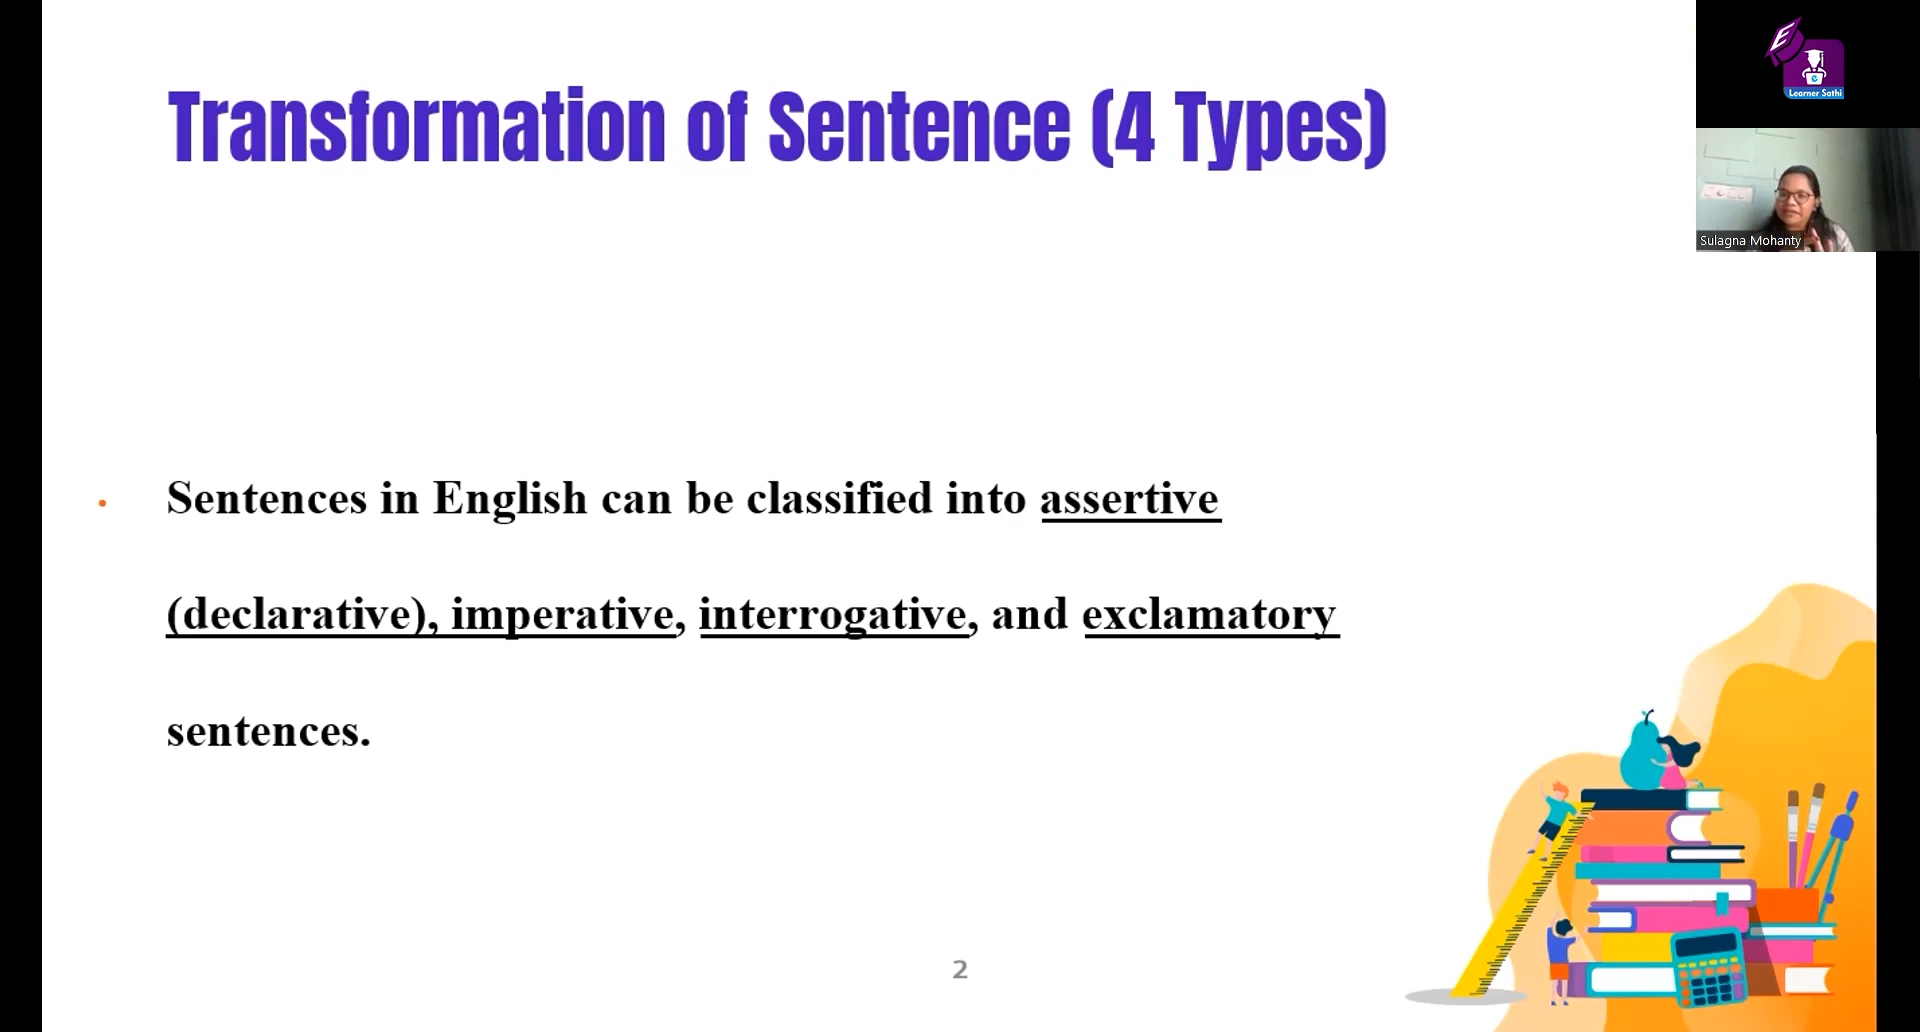 Transformation of Sentence (4 Types)
E
e
Learner Sathi
Sulagna Mohanty
Sentences in English can be classified into assertive
(declarative), imperative, interrogative, and exclamatory
sentences.
2